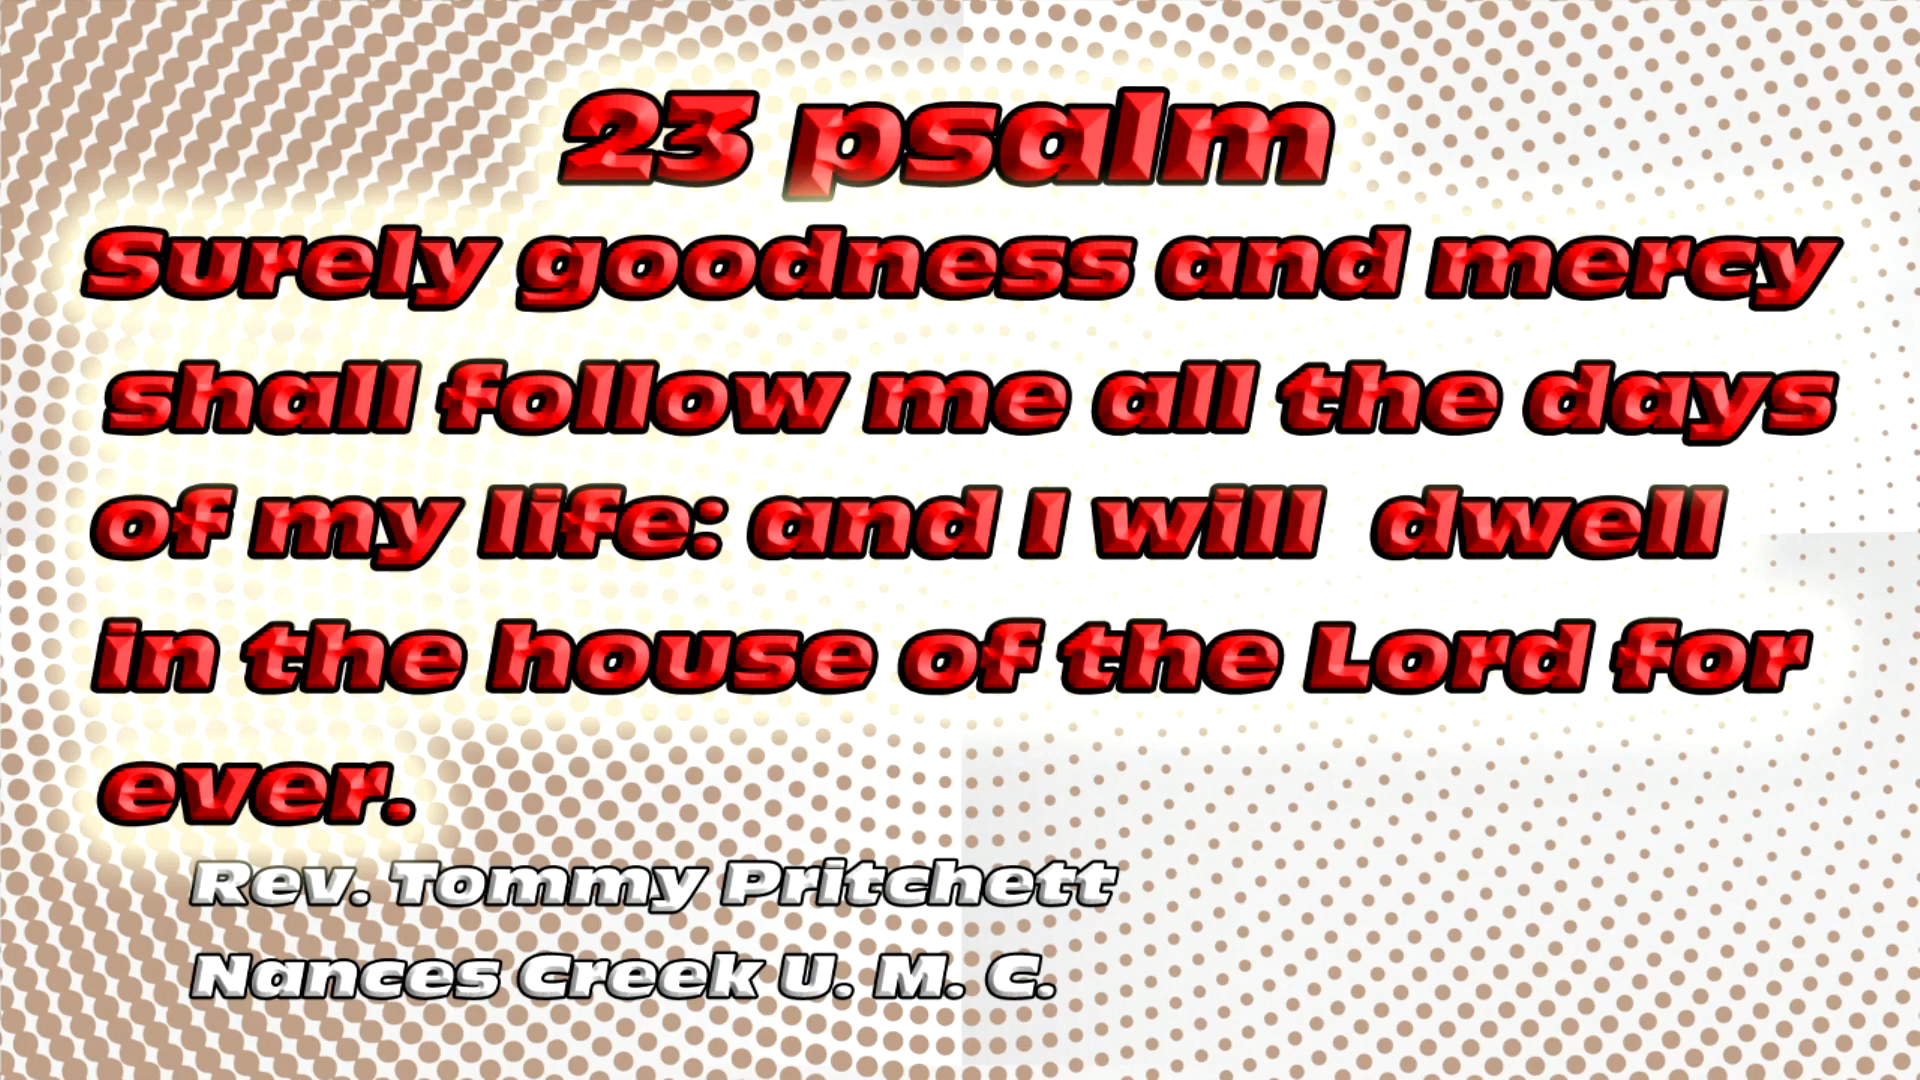 23 psalm
Surely goodness and mercy
shall follow me all the days
of my life: and I will  dwell
in the house of the Lord for
ever.
Rev. Tommy Pritchett
Nances Creek U. M. C.